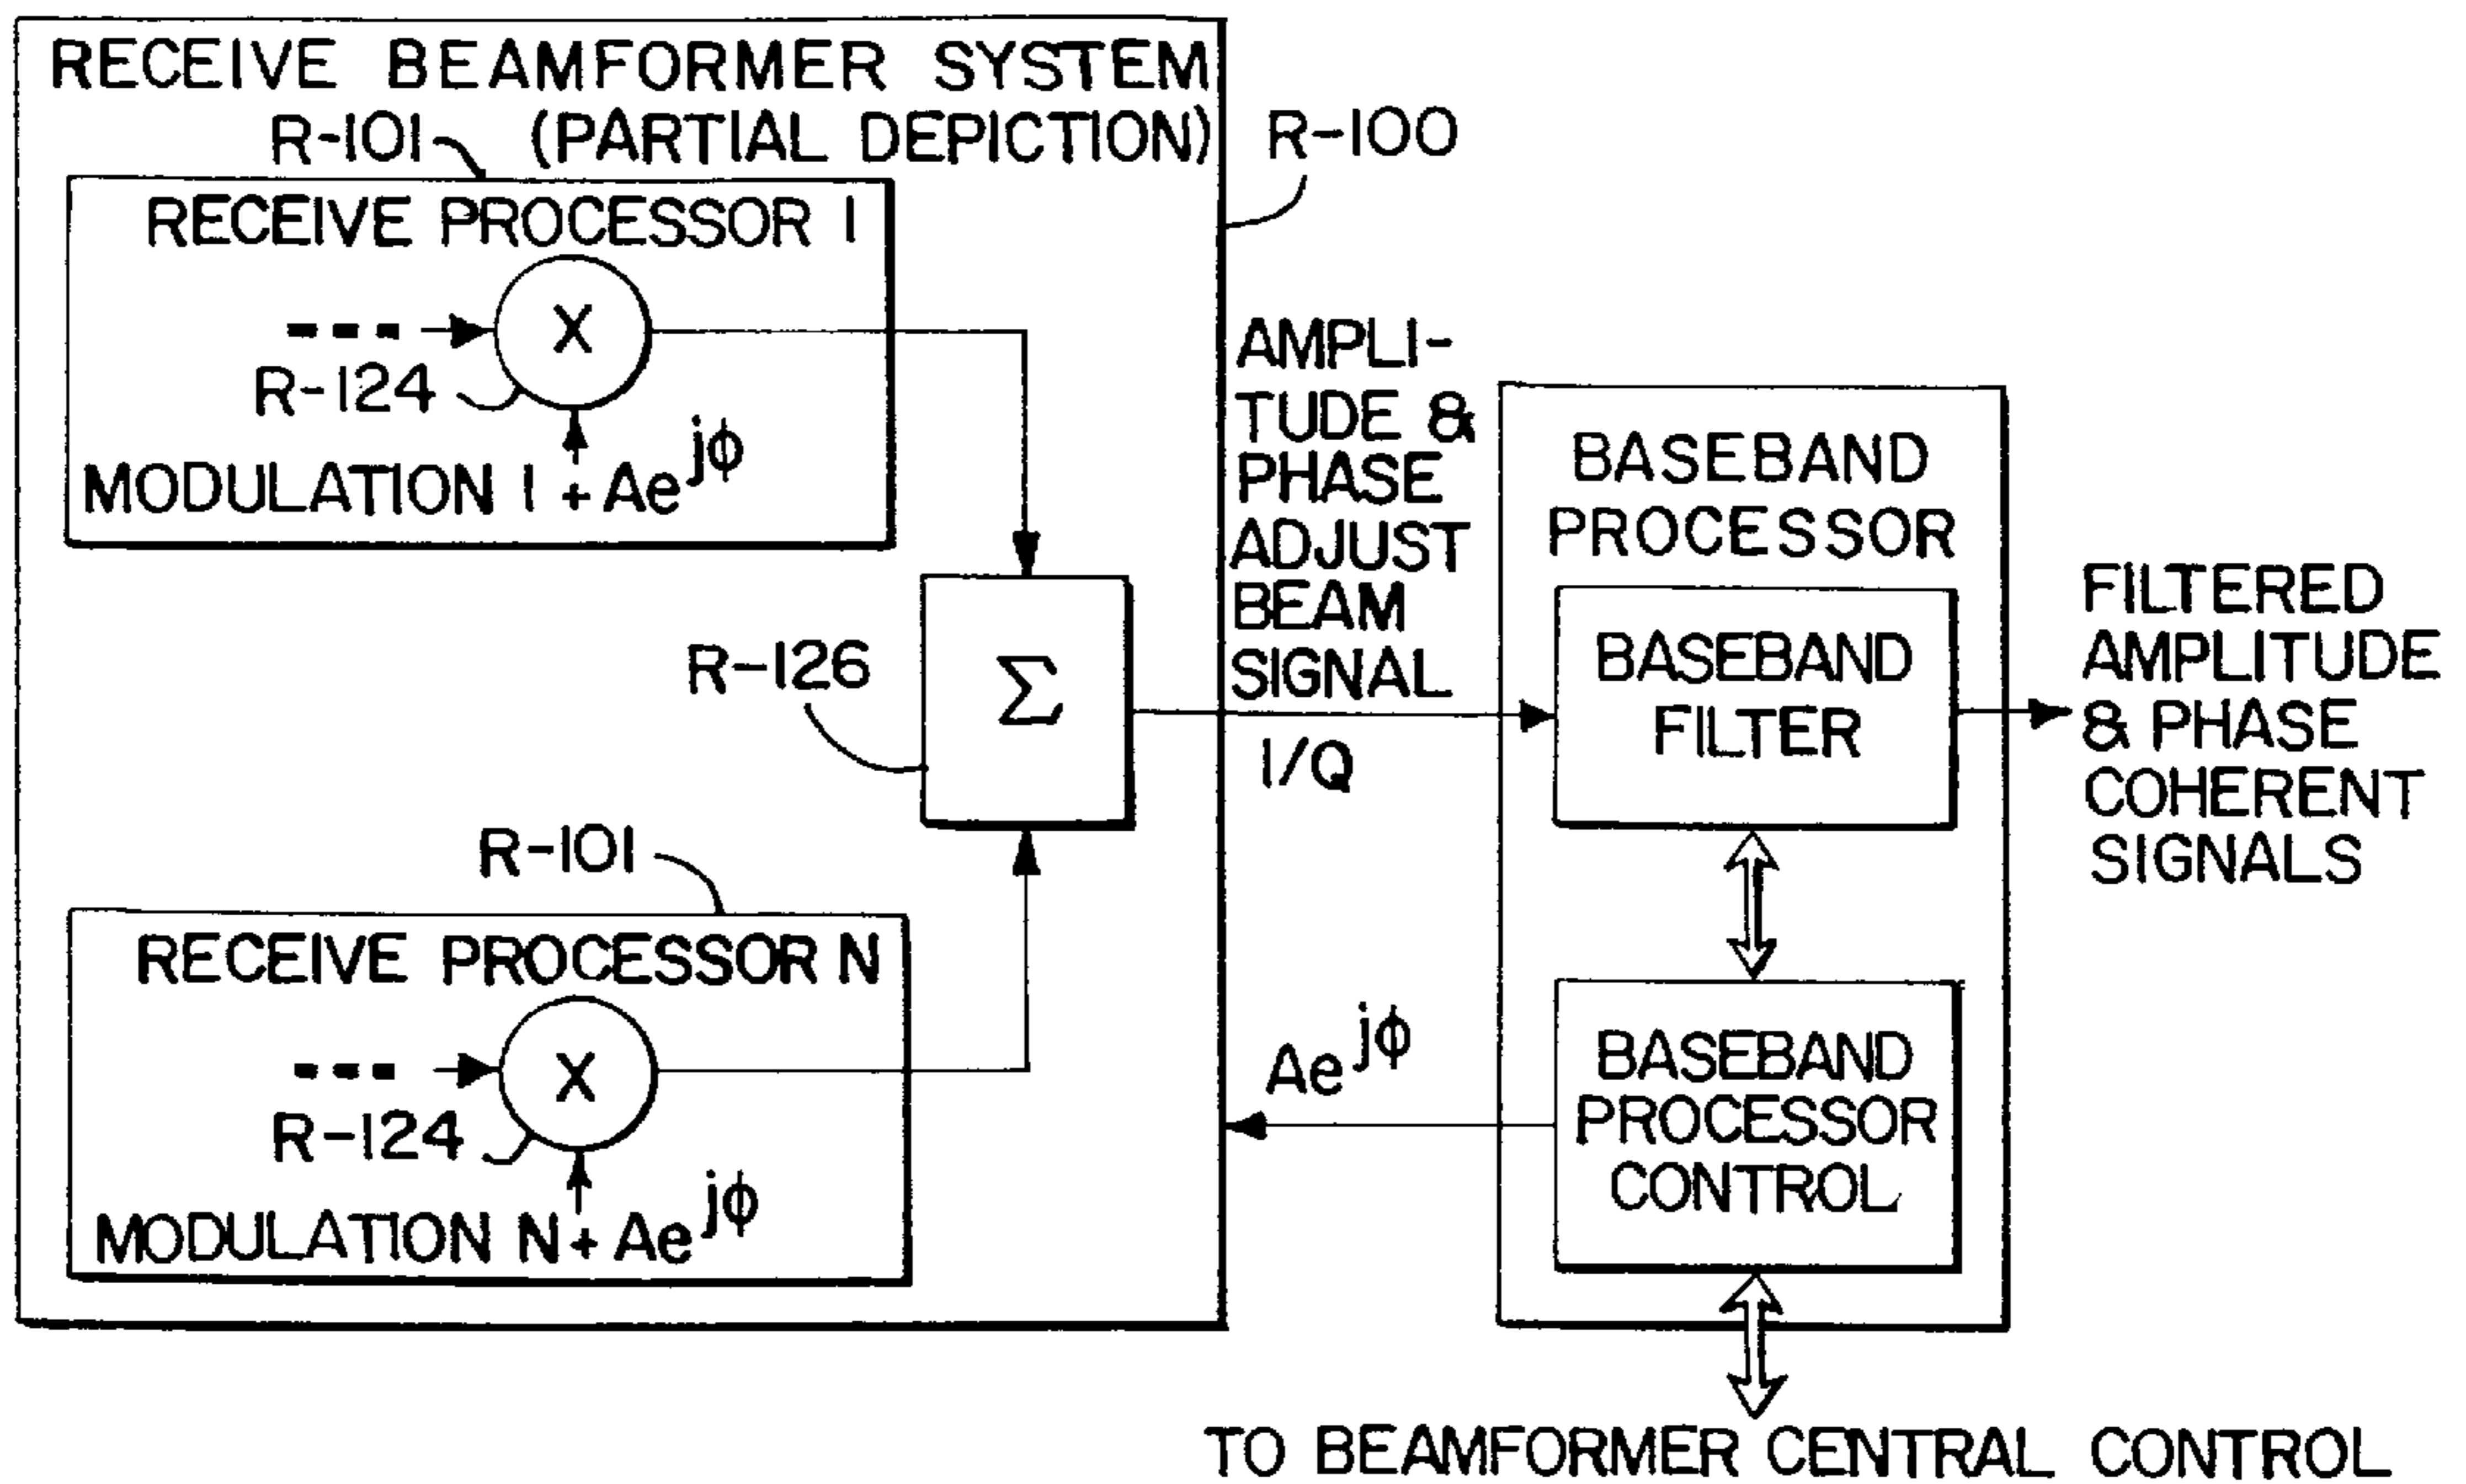 RECEIVE BEAMFORMER SYSTEM
(PARTIAL DEPICTION)
R-101
RECEIVE PROCESSOR 1
X
R-124
MODULATION 1 + Ae^jϕ
R-126
Σ
R-101
RECEIVE PROCESSOR N
X
R-124
MODULATION N + Ae^jϕ
R-100
AMPLI-
TUDE &
PHASE
ADJUST
BEAM
SIGNAL
I/Q
Ae^jϕ
BASEBAND
PROCESSOR
BASEBAND
FILTER
BASEBAND
PROCESSOR
CONTROL
FILTERED
AMPLITUDE
& PHASE
COHERENT
SIGNALS
TO BEAMFORMER CENTRAL CONTROL